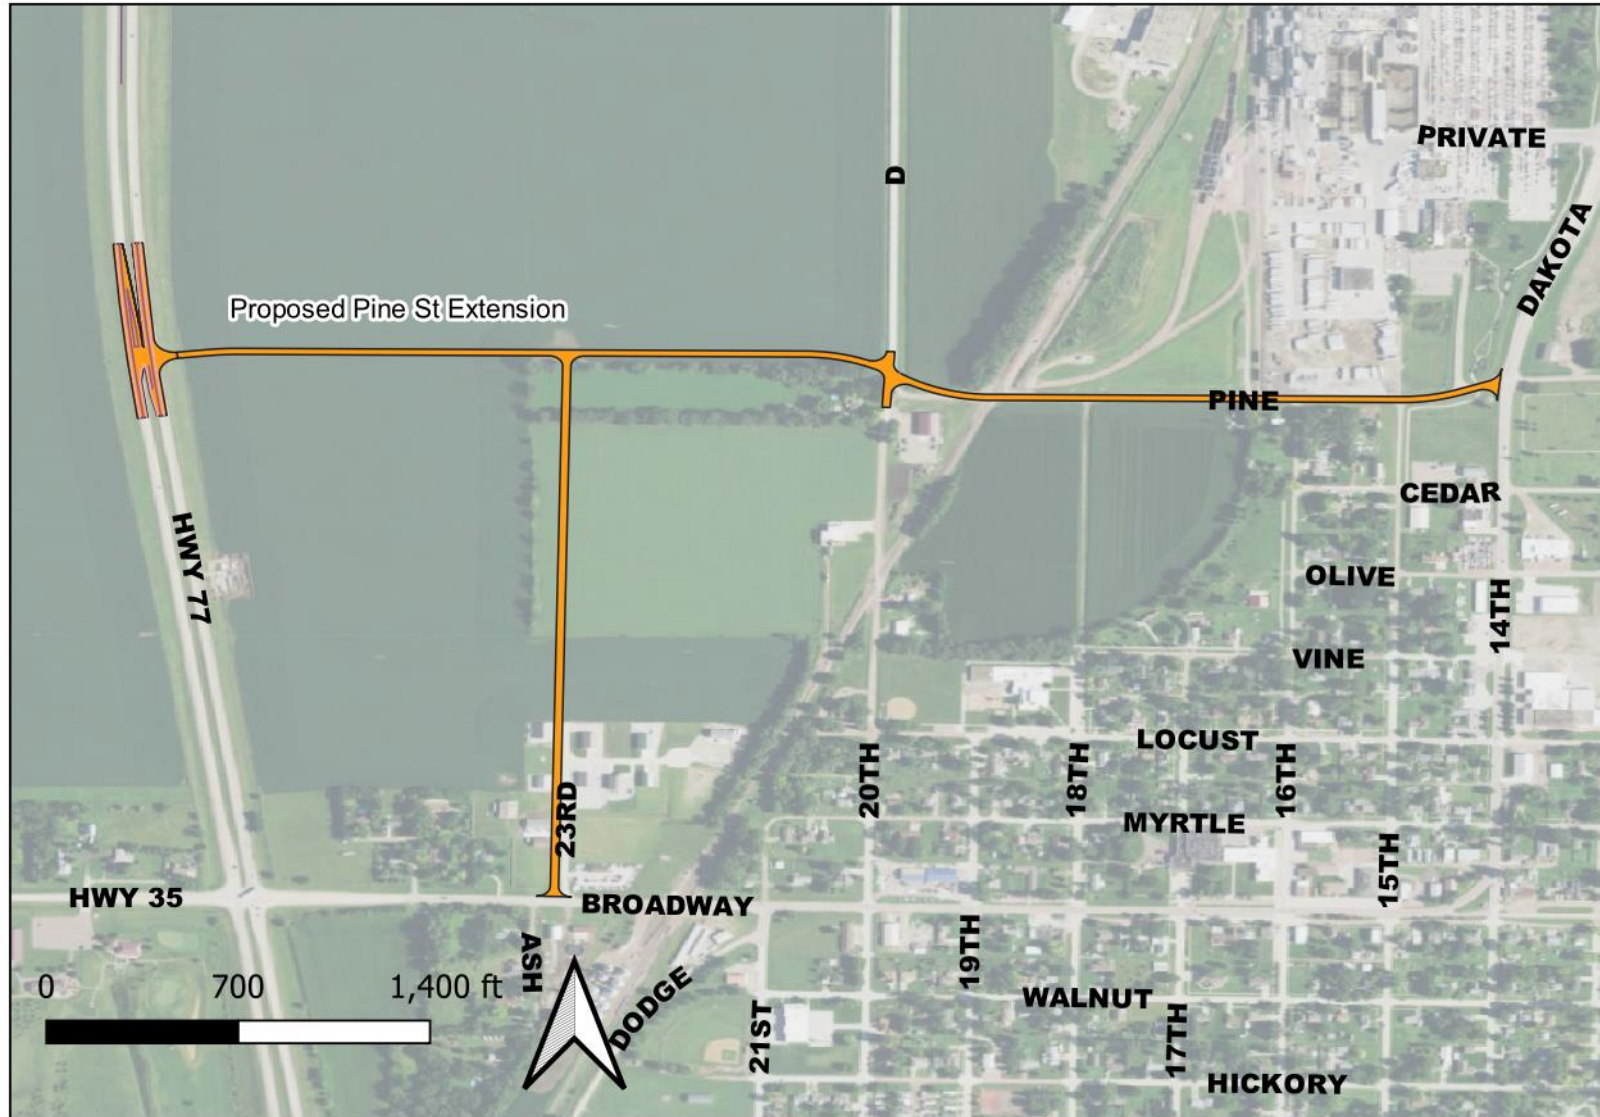 PRIVATE
D
DAKOTA
Proposed Pine St Extension
PINE
CEDAR
HWY 77
OLIVE
14TH
VINE
LOCUST
20TH
18TH
16TH
23RD
MYRTLE
15TH
HWY 35
BROADWAY
ASH
19TH
0 700 1,400 ft
WALNUT
DODGE
21ST
17TH
HICKORY